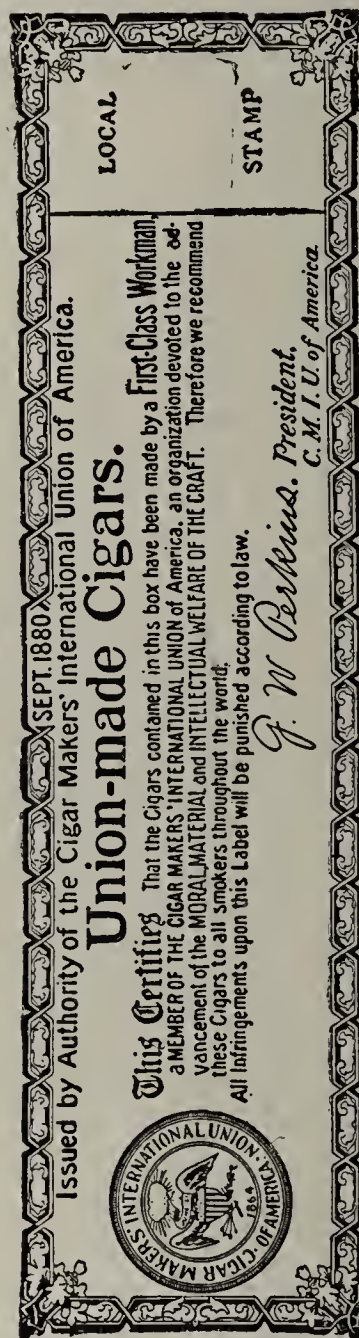 SEPT. 1880
Issued by Authority of the Cigar Makers' International Union of America.
Union-made Cigars.
This Certifies That the Cigars contained in this box have been made by a First-Class Workman,
a MEMBER OF THE CIGAR MAKERS' INTERNATIONAL UNION of America, an organization devoted to the ad-
vancement of the MORAL, MATERIAL and INTELLECTUAL WELFARE OF THE CRAFT. Therefore we recommend
these Cigars to all smokers throughout the world.
All Infringements upon this Label will be punished according to law.
G. W. Perkins. President,
C. M. I. U. of America.
CIGAR MAKERS' INTERNATIONAL UNION · OF AMERICA ·
1864
LOCAL
STAMP